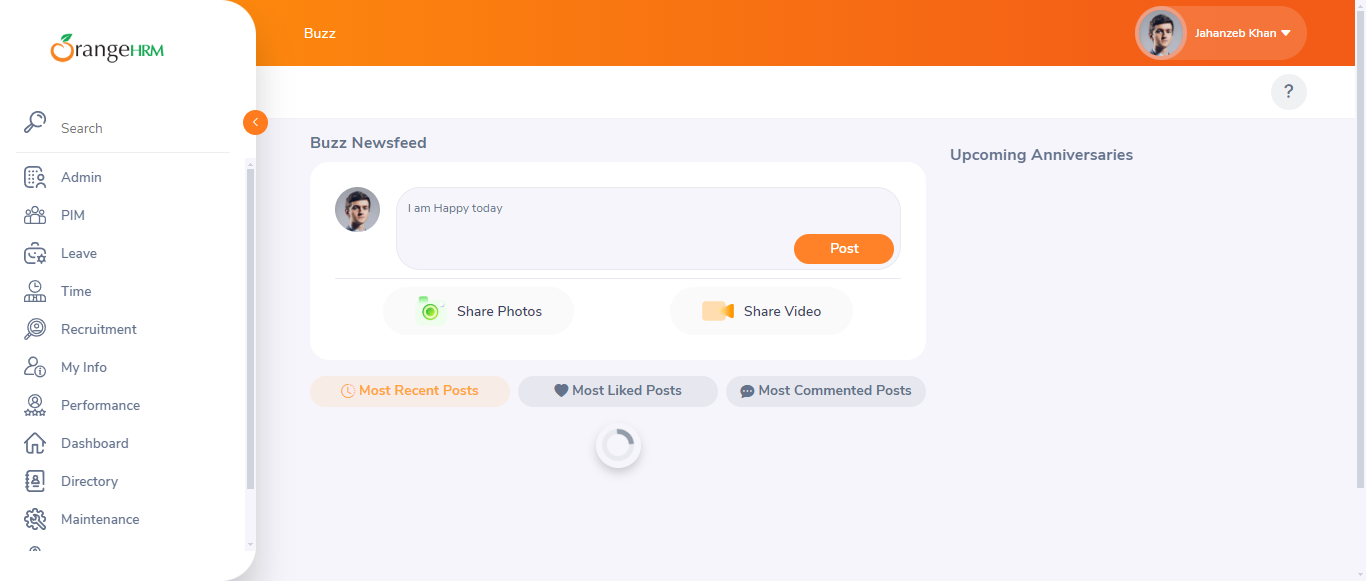 OrangeHRM
Buzz
Jahanzeb Khan
?
Search
Admin
PIM
Leave
Time
Recruitment
My Info
Performance
Dashboard
Directory
Maintenance
Buzz Newsfeed
I am Happy today
Post
Share Photos
Share Video
Most Recent Posts
Most Liked Posts
Most Commented Posts
Upcoming Anniversaries